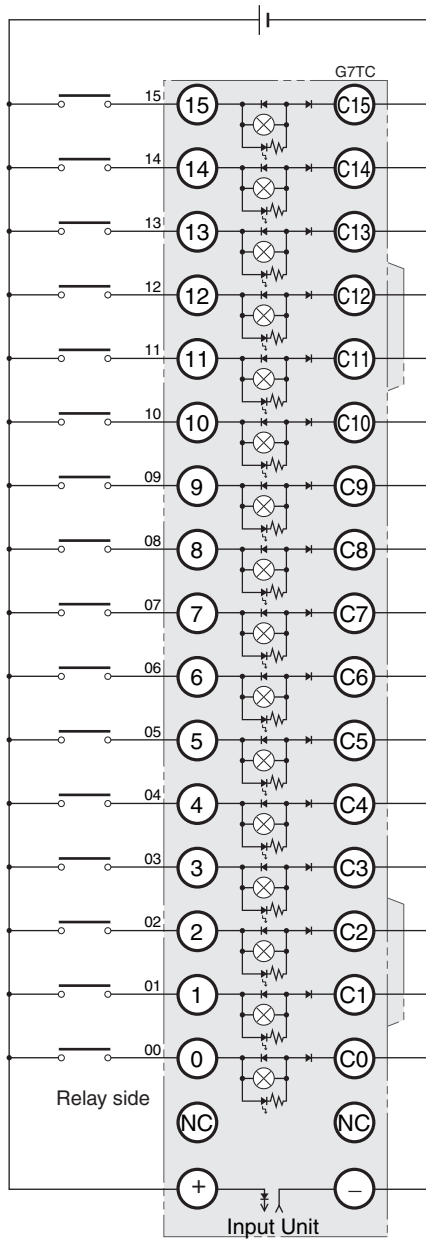 G7TC
15 15 C15
14 14 C14
13 13 C13
12 12 C12
11 11 C11
10 10 C10
09 9 C9
08 8 C8
07 7 C7
06 6 C6
05 5 C5
04 4 C4
03 3 C3
02 2 C2
01 1 C1
00 0 C0
Relay side
NC NC
+ −
Input Unit